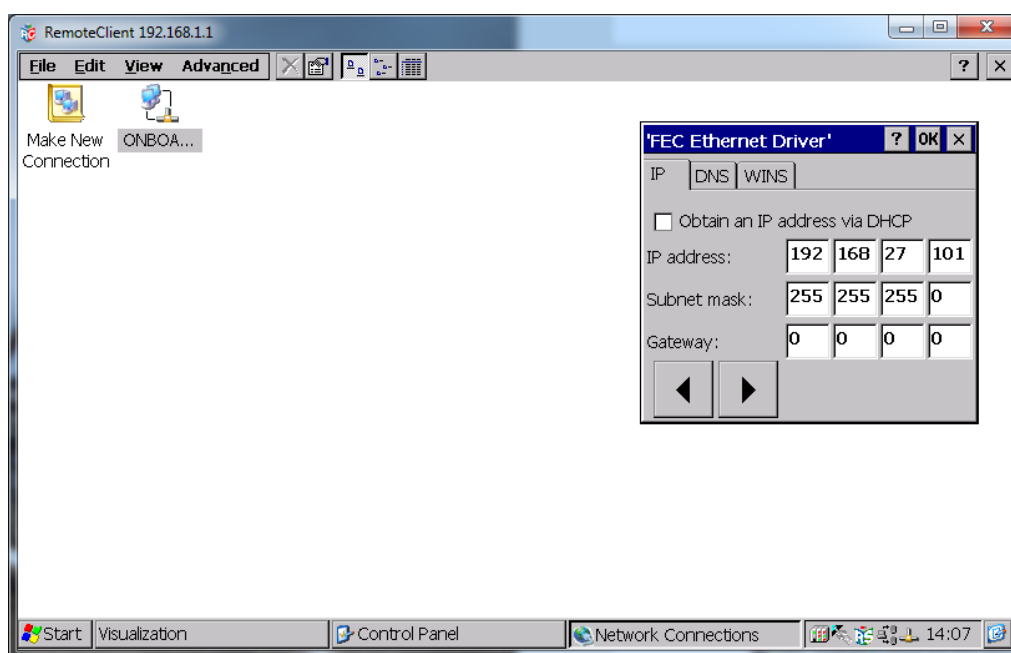 RemoteClient 192.168.1.1
File Edit View Advanced ?
Make New Connection
ONBOA...
'FEC Ethernet Driver' ? OK
IP DNS WINS
Obtain an IP address via DHCP
IP address: 192 168 27 101
Subnet mask: 255 255 255 0
Gateway: 0 0 0 0
Start Visualization Control Panel Network Connections 14:07